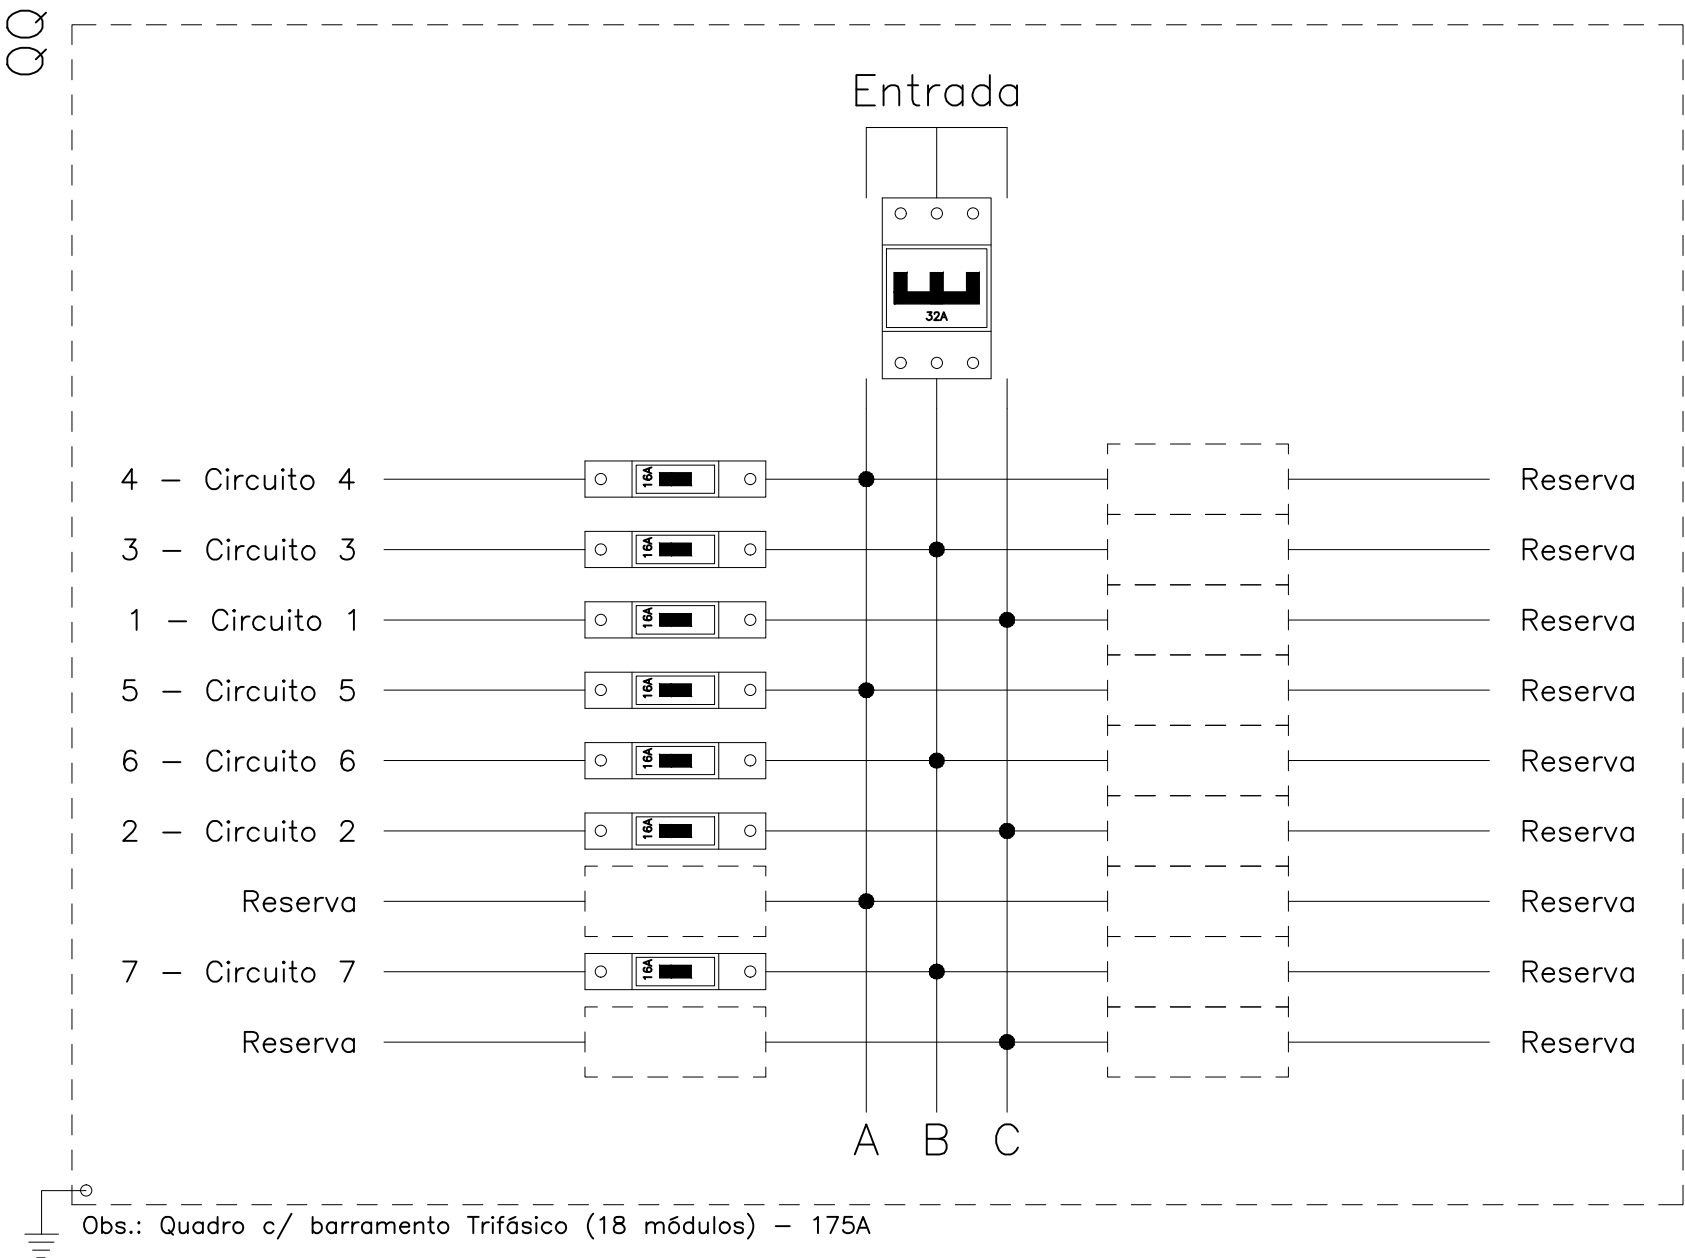 QQ
Entrada
32A
4 – Circuito 4 16A Reserva
3 – Circuito 3 16A Reserva
1 – Circuito 1 16A Reserva
5 – Circuito 5 16A Reserva
6 – Circuito 6 16A Reserva
2 – Circuito 2 16A Reserva
Reserva Reserva
7 – Circuito 7 16A Reserva
Reserva Reserva
A B C
Obs.: Quadro c/ barramento Trifásico (18 módulos) – 175A